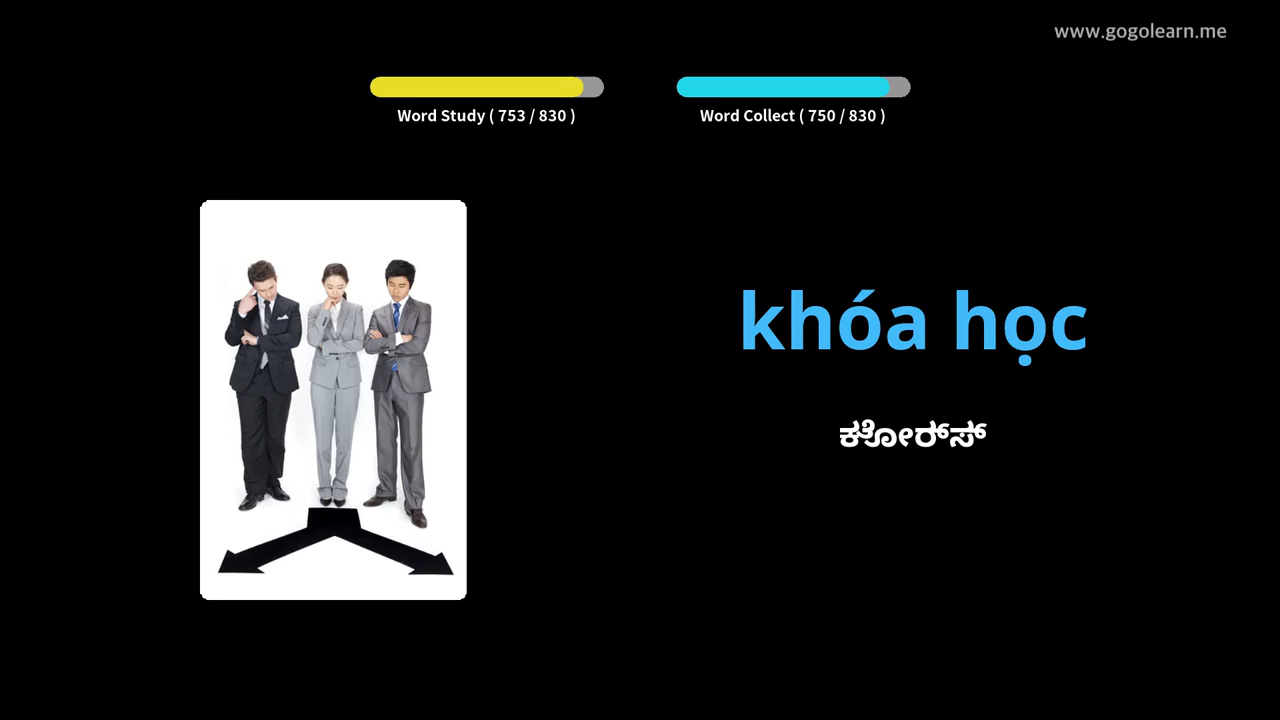 www.gogolearn.me
Word Study ( 753 / 830 )
Word Collect ( 750 / 830 )
khóa học
ಕೋರ್ಸ್